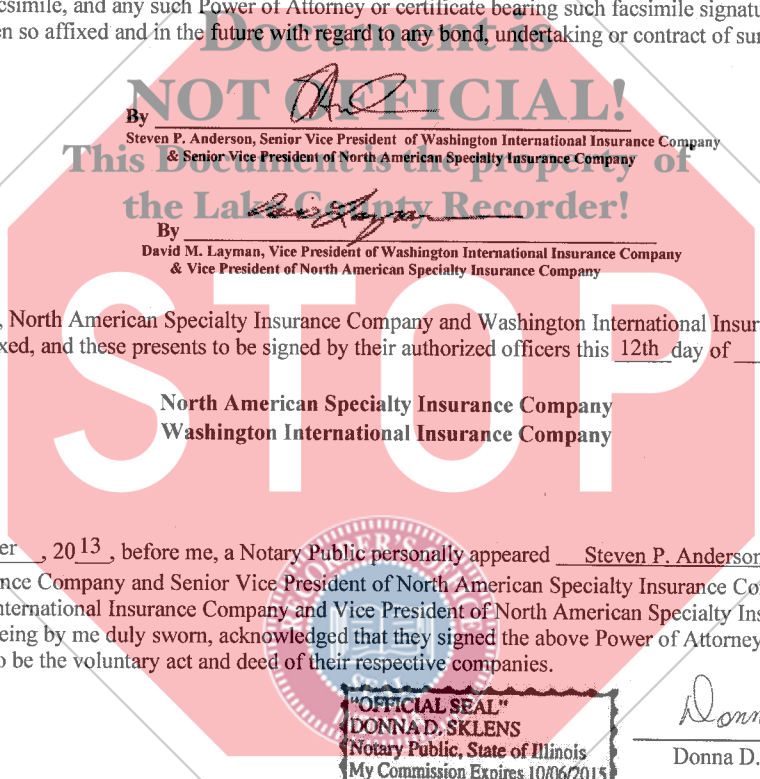 csimile, and any such Power of Attorney or certificate bearing such facsimile signatu
en so affixed and in the future with regard to any bond, undertaking or contract of sur
Document is
NOT OFFICIAL!
This Document is the property of
the Lake County Recorder!
By
Steven P. Anderson, Senior Vice President of Washington International Insurance Company
& Senior Vice President of North American Specialty Insurance Company
By
David M. Layman, Vice President of Washington International Insurance Company
& Vice President of North American Specialty Insurance Company
STOP
, North American Specialty Insurance Company and Washington International Insur
xed, and these presents to be signed by their authorized officers this 12th day of
North American Specialty Insurance Company
Washington International Insurance Company
er , 2013 , before me, a Notary Public personally appeared Steven P. Anderson
nce Company and Senior Vice President of North American Specialty Insurance Co
nternational Insurance Company and Vice President of North American Specialty Ins
eing by me duly sworn, acknowledged that they signed the above Power of Attorney
o be the voluntary act and deed of their respective companies.
SEAL
"OFFICIAL SEAL"
DONNA D. SKLENS
Notary Public, State of Illinois
My Commission Expires 10/06/2015
Donn
Donna D.